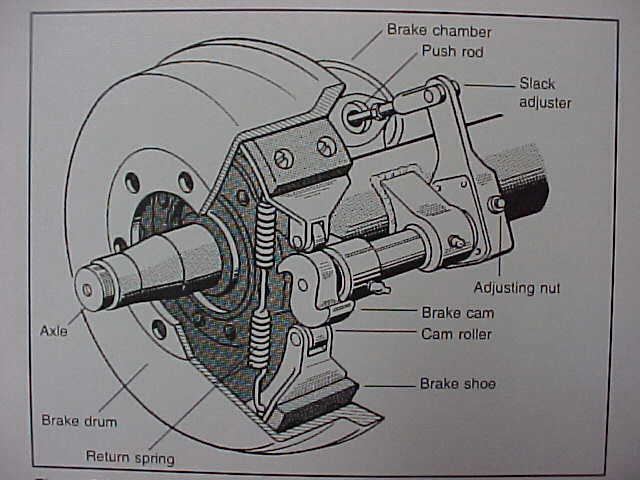 Brake chamber
Push rod
Slack
adjuster
Adjusting nut
Brake cam
Cam roller
Axle
Brake shoe
Brake drum
Return spring